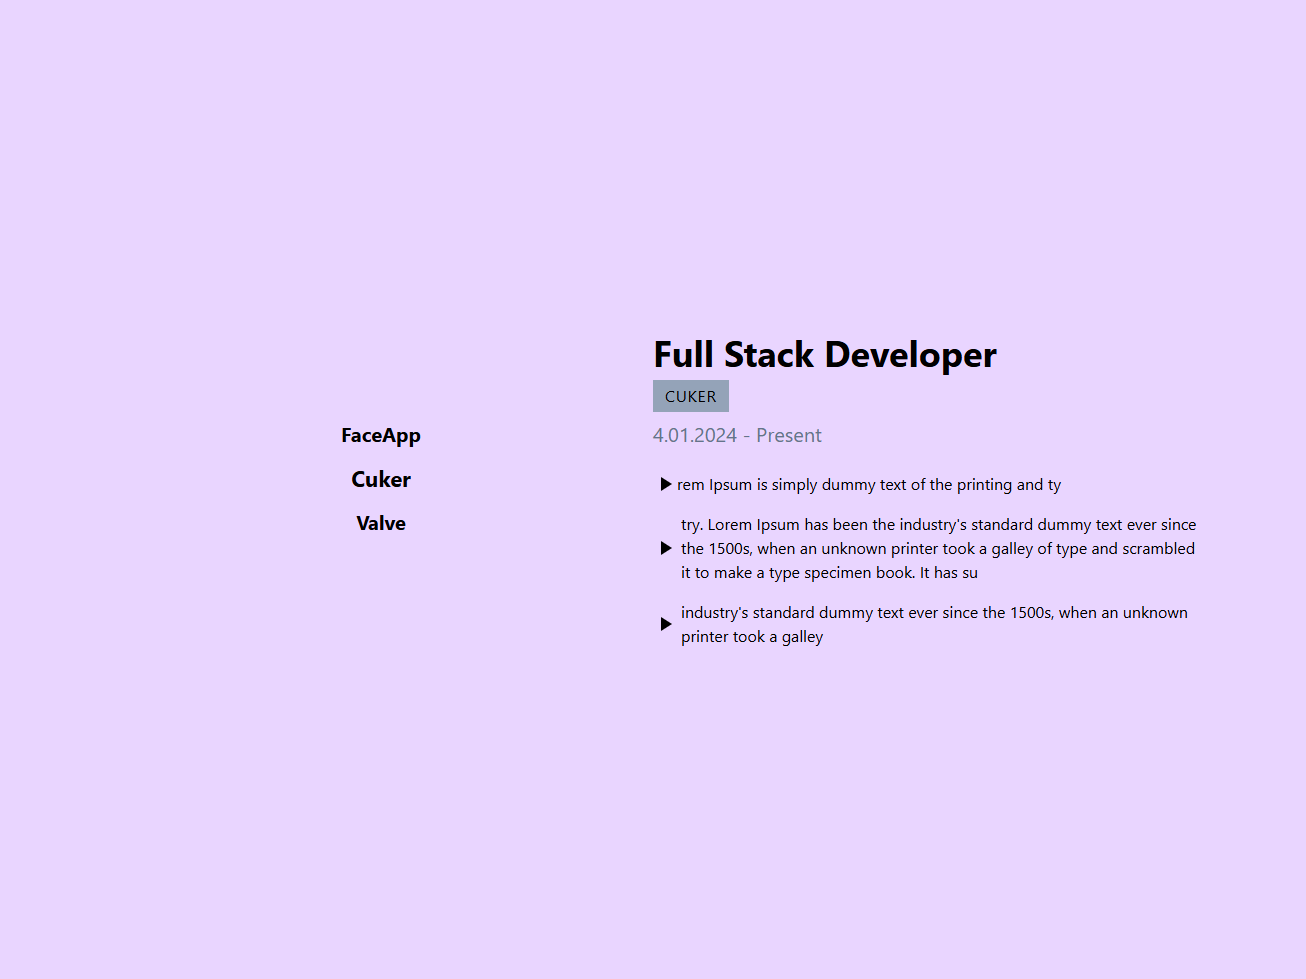 FaceApp
Cuker
Valve
Full Stack Developer
CUKER
4.01.2024 - Present
rem Ipsum is simply dummy text of the printing and ty
try. Lorem Ipsum has been the industry's standard dummy text ever since
the 1500s, when an unknown printer took a galley of type and scrambled
it to make a type specimen book. It has su
industry's standard dummy text ever since the 1500s, when an unknown
printer took a galley